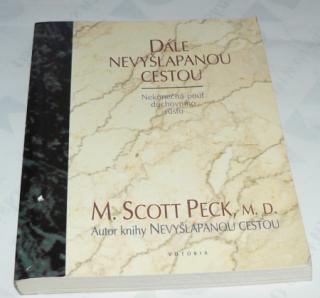 DÁLE
NEVYŠLAPANOU
CESTOU
Nekonečná pouť
duchovního
růstu
M. SCOTT PECK, M. D.
Autor knihy NEVYŠLAPANOU CESTOU
VOTOBIA